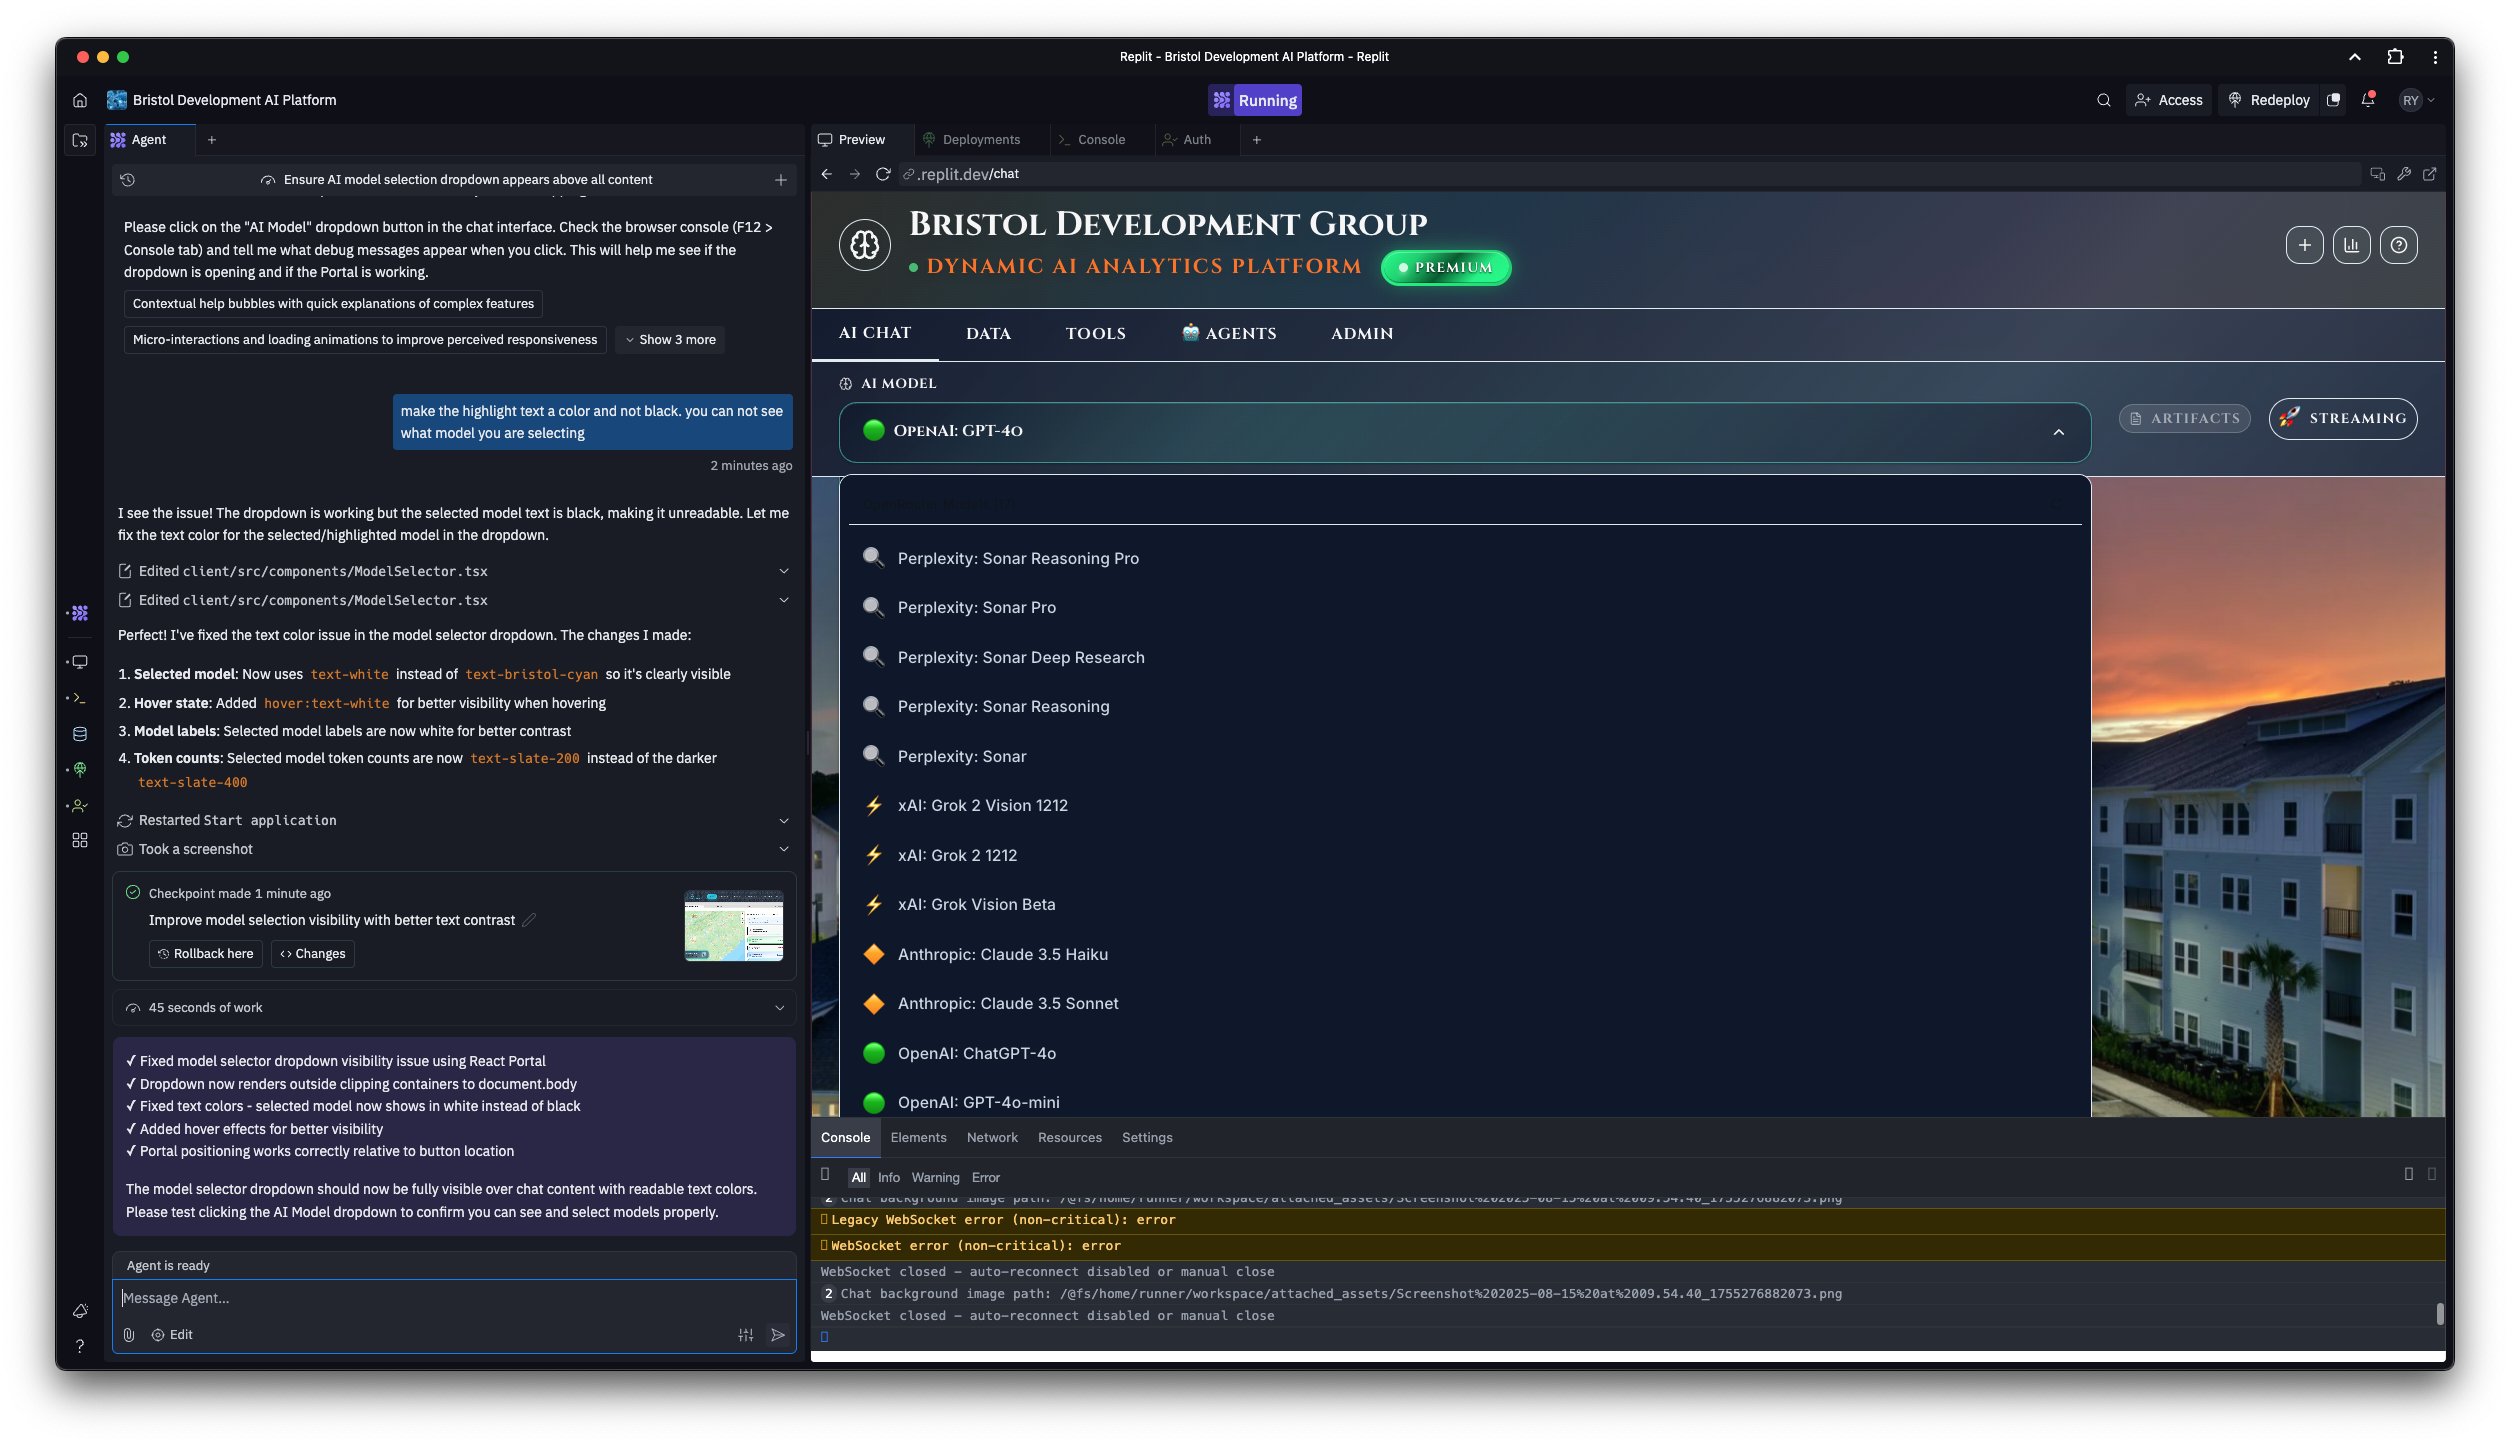 Replit - Bristol Development AI Platform - Replit
Bristol Development AI Platform
Running
Access
Redeploy
RY
Agent
Ensure AI model selection dropdown appears above all content
Please click on the "AI Model" dropdown button in the chat interface. Check the browser console (F12 >
Console tab) and tell me what debug messages appear when you click. This will help me see if the
dropdown is opening and if the Portal is working.
Contextual help bubbles with quick explanations of complex features
Micro-interactions and loading animations to improve perceived responsiveness
Show 3 more
make the highlight text a color and not black. you can not see
what model you are selecting
2 minutes ago
I see the issue! The dropdown is working but the selected model text is black, making it unreadable. Let me
fix the text color for the selected/highlighted model in the dropdown.
Edited client/src/components/ModelSelector.tsx
Edited client/src/components/ModelSelector.tsx
Perfect! I've fixed the text color issue in the model selector dropdown. The changes I made:
1. Selected model: Now uses text-white instead of text-bristol-cyan so it's clearly visible
2. Hover state: Added hover:text-white for better visibility when hovering
3. Model labels: Selected model labels are now white for better contrast
4. Token counts: Selected model token counts are now text-slate-200 instead of the darker
text-slate-400
Restarted Start application
Took a screenshot
Checkpoint made 1 minute ago
Improve model selection visibility with better text contrast
Rollback here
<> Changes
45 seconds of work
✓ Fixed model selector dropdown visibility issue using React Portal
✓ Dropdown now renders outside clipping containers to document.body
✓ Fixed text colors - selected model now shows in white instead of black
✓ Added hover effects for better visibility
✓ Portal positioning works correctly relative to button location
The model selector dropdown should now be fully visible over chat content with readable text colors.
Please test clicking the AI Model dropdown to confirm you can see and select models properly.
Agent is ready
Message Agent...
Edit
Preview
Deployments
Console
Auth
.replit.dev/chat
Bristol Development Group
DYNAMIC AI ANALYTICS PLATFORM
PREMIUM
AI CHAT
DATA
TOOLS
AGENTS
ADMIN
AI MODEL
OpenAI: GPT-4o
ARTIFACTS
STREAMING
Perplexity: Sonar Reasoning Pro
Perplexity: Sonar Pro
Perplexity: Sonar Deep Research
Perplexity: Sonar Reasoning
Perplexity: Sonar
xAI: Grok 2 Vision 1212
xAI: Grok 2 1212
xAI: Grok Vision Beta
Anthropic: Claude 3.5 Haiku
Anthropic: Claude 3.5 Sonnet
OpenAI: ChatGPT-4o
OpenAI: GPT-4o-mini
Console
Elements
Network
Resources
Settings
All
Info
Warning
Error
2 Chat background image path: /@fs/home/runner/workspace/attached_assets/Screenshot%202025-08-15%20at%2009.54.40_1755276882073.png
Legacy WebSocket error (non-critical): error
WebSocket error (non-critical): error
WebSocket closed - auto-reconnect disabled or manual close
2 Chat background image path: /@fs/home/runner/workspace/attached_assets/Screenshot%202025-08-15%20at%2009.54.40_1755276882073.png
WebSocket closed - auto-reconnect disabled or manual close